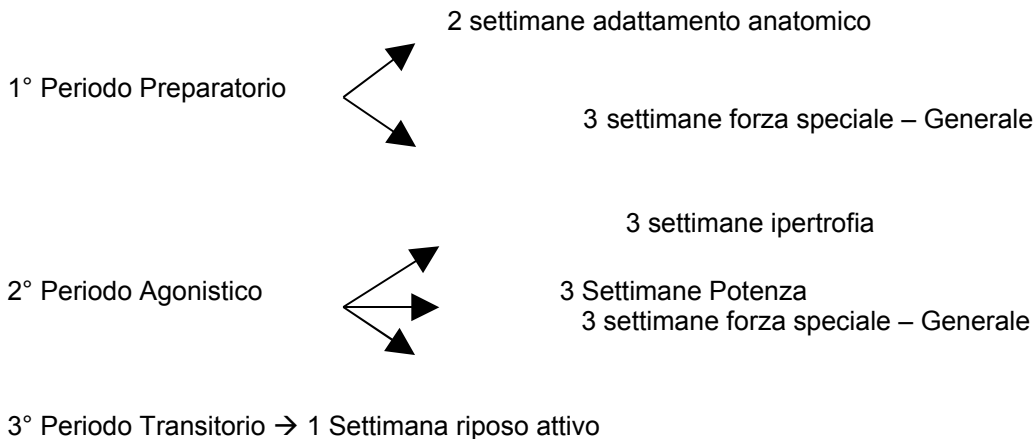 2 settimane adattamento anatomico
1° Periodo Preparatorio
3 settimane forza speciale – Generale
3 settimane ipertrofia
2° Periodo Agonistico
3 Settimane Potenza
3 settimane forza speciale – Generale
3° Periodo Transitorio → 1 Settimana riposo attivo